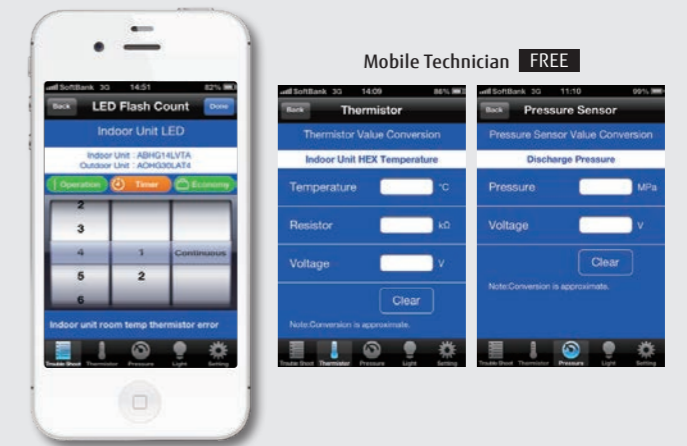 Mobile Technician FREE
SoftBank 3G 14:51 82%
Back LED Flash Count Done
Indoor Unit LED
Indoor Unit : ABHG14LVTA
Outdoor Unit : AOHG30LAT4
Operation Timer Economy
2
3
4 1 Continuous
5 2
6
Indoor unit room temp thermistor error
Trouble Shoot Thermistor Pressure Light Setting
SoftBank 3G 14:09 86%
Back Thermistor
Thermistor Value Conversion
Indoor Unit HEX Temperature
Temperature °C
Resistor kΩ
Voltage V
Clear
Note:Conversion is approximate.
Trouble Shoot Thermistor Pressure Light Setting
SoftBank 3G 11:10 99%
Back Pressure Sensor
Pressure Sensor Value Conversion
Discharge Pressure
Pressure MPa
Voltage V
Clear
Note:Conversion is approximate.
Trouble Shoot Thermistor Pressure Light Setting